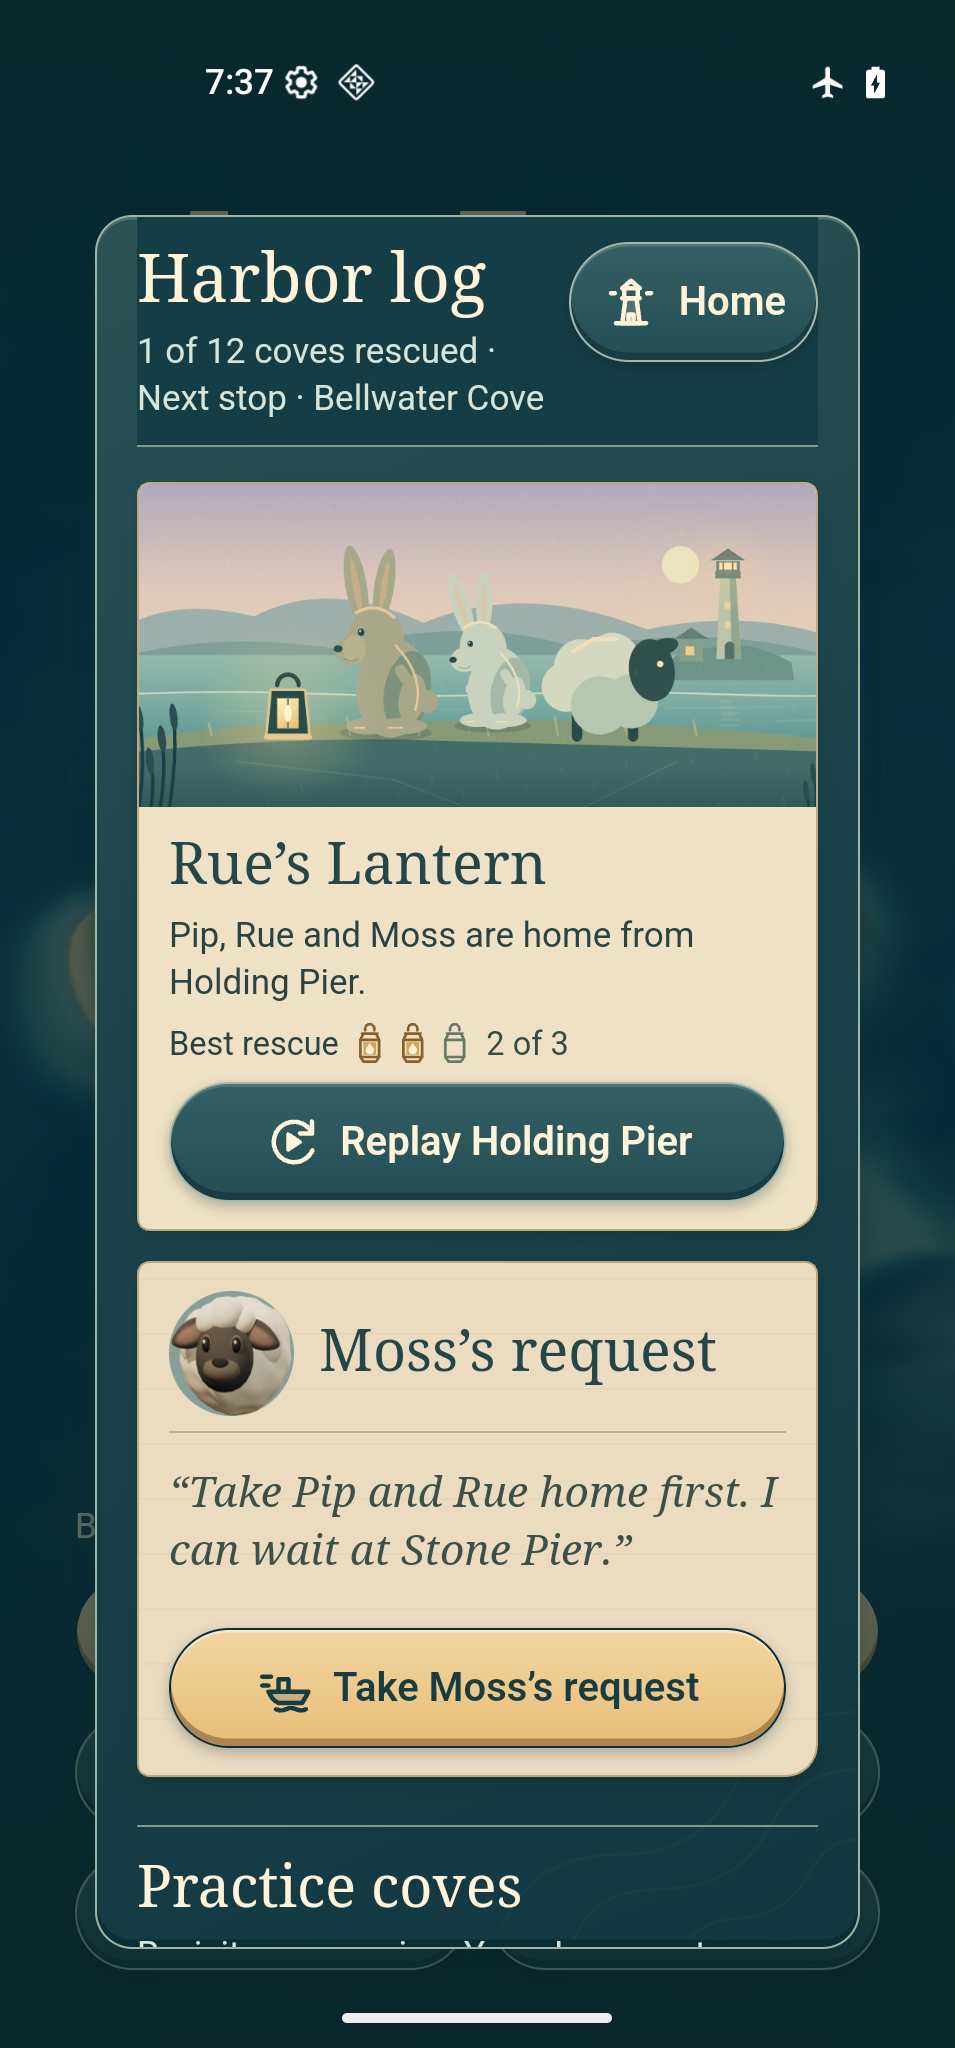 7:37
Harbor log
Home
1 of 12 coves rescued ·
Next stop · Bellwater Cove
Rue’s Lantern
Pip, Rue and Moss are home from
Holding Pier.
Best rescue 2 of 3
Replay Holding Pier
Moss’s request
“Take Pip and Rue home first. I
can wait at Stone Pier.”
Take Moss’s request
Practice coves